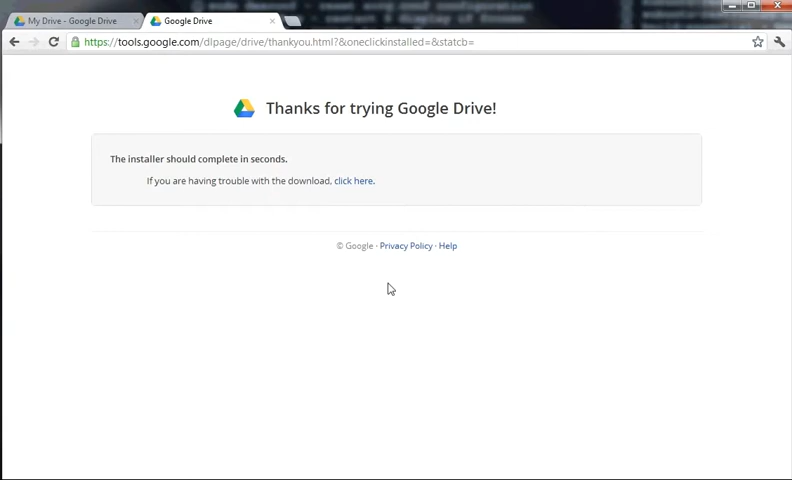 My Drive - Google Drive
Google Drive
https://tools.google.com/dlpage/drive/thankyou.html?&oneclickinstalled=&statcb=
Thanks for trying Google Drive!
The installer should complete in seconds.
If you are having trouble with the download, click here.
© Google · Privacy Policy · Help